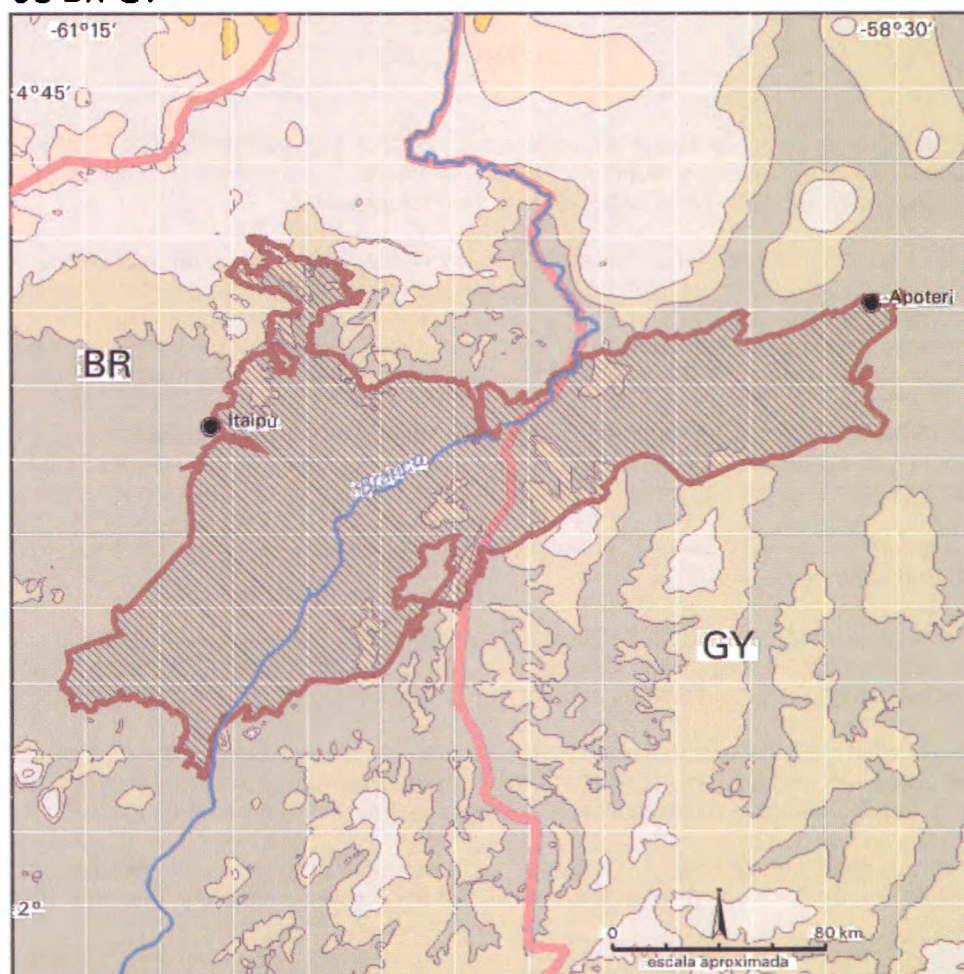 -61°15'
-58°30'
4°45'
Apoteri
BR
Itaipu
GY
2°
0
80 km
escala aproximada